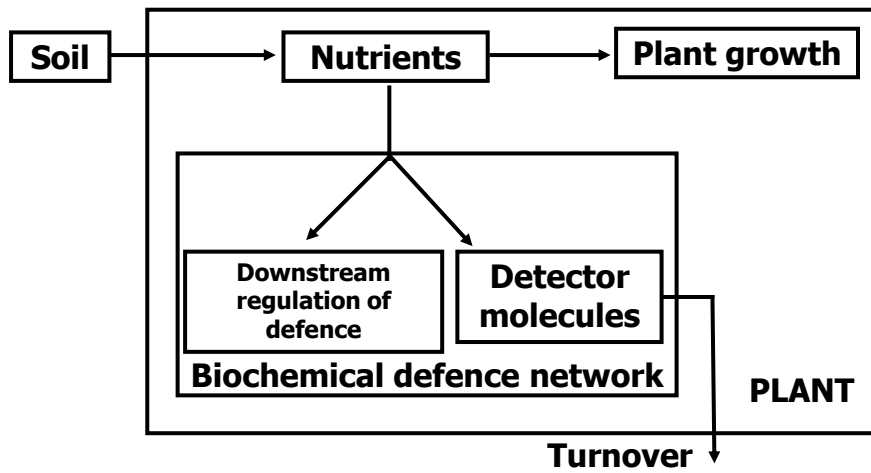 Soil
Nutrients
Plant growth
Downstream
regulation of
defence
Detector
molecules
Biochemical defence network
PLANT
Turnover